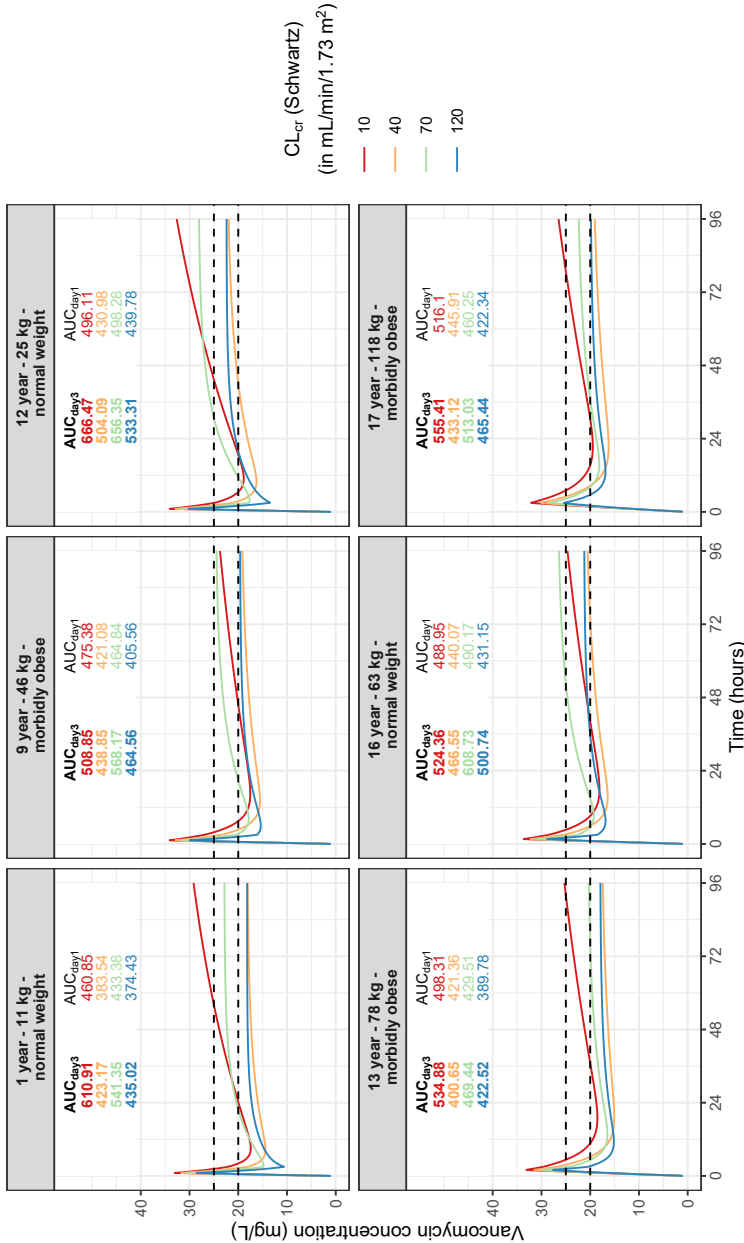 1 year - 11 kg -
normal weight
AUCday3 AUCday1
610.91 460.85
423.17 383.54
541.35 433.38
435.02 374.43
9 year - 46 kg -
morbidly obese
AUCday3 AUCday1
508.85 475.38
438.85 421.08
568.17 464.84
464.56 405.56
12 year - 25 kg -
normal weight
AUCday3 AUCday1
666.47 496.11
504.09 430.98
656.35 498.28
533.31 439.78
40
30
20
10
0
13 year - 78 kg -
morbidly obese
AUCday3 AUCday1
534.88 498.31
400.65 421.36
469.44 429.51
422.52 389.78
16 year - 63 kg -
normal weight
AUCday3 AUCday1
524.36 488.95
466.55 440.07
608.73 490.17
500.74 431.15
17 year - 118 kg -
morbidly obese
AUCday3 AUCday1
555.41 516.1
433.12 445.91
513.03 460.25
465.44 422.34
40
30
20
10
0
0 24 48 72 96
0 24 48 72 96
0 24 48 72 96
Time (hours)
Vancomycin concentration (mg/L)
CLcr (Schwartz)
(in mL/min/1.73 m²)
10
40
70
120